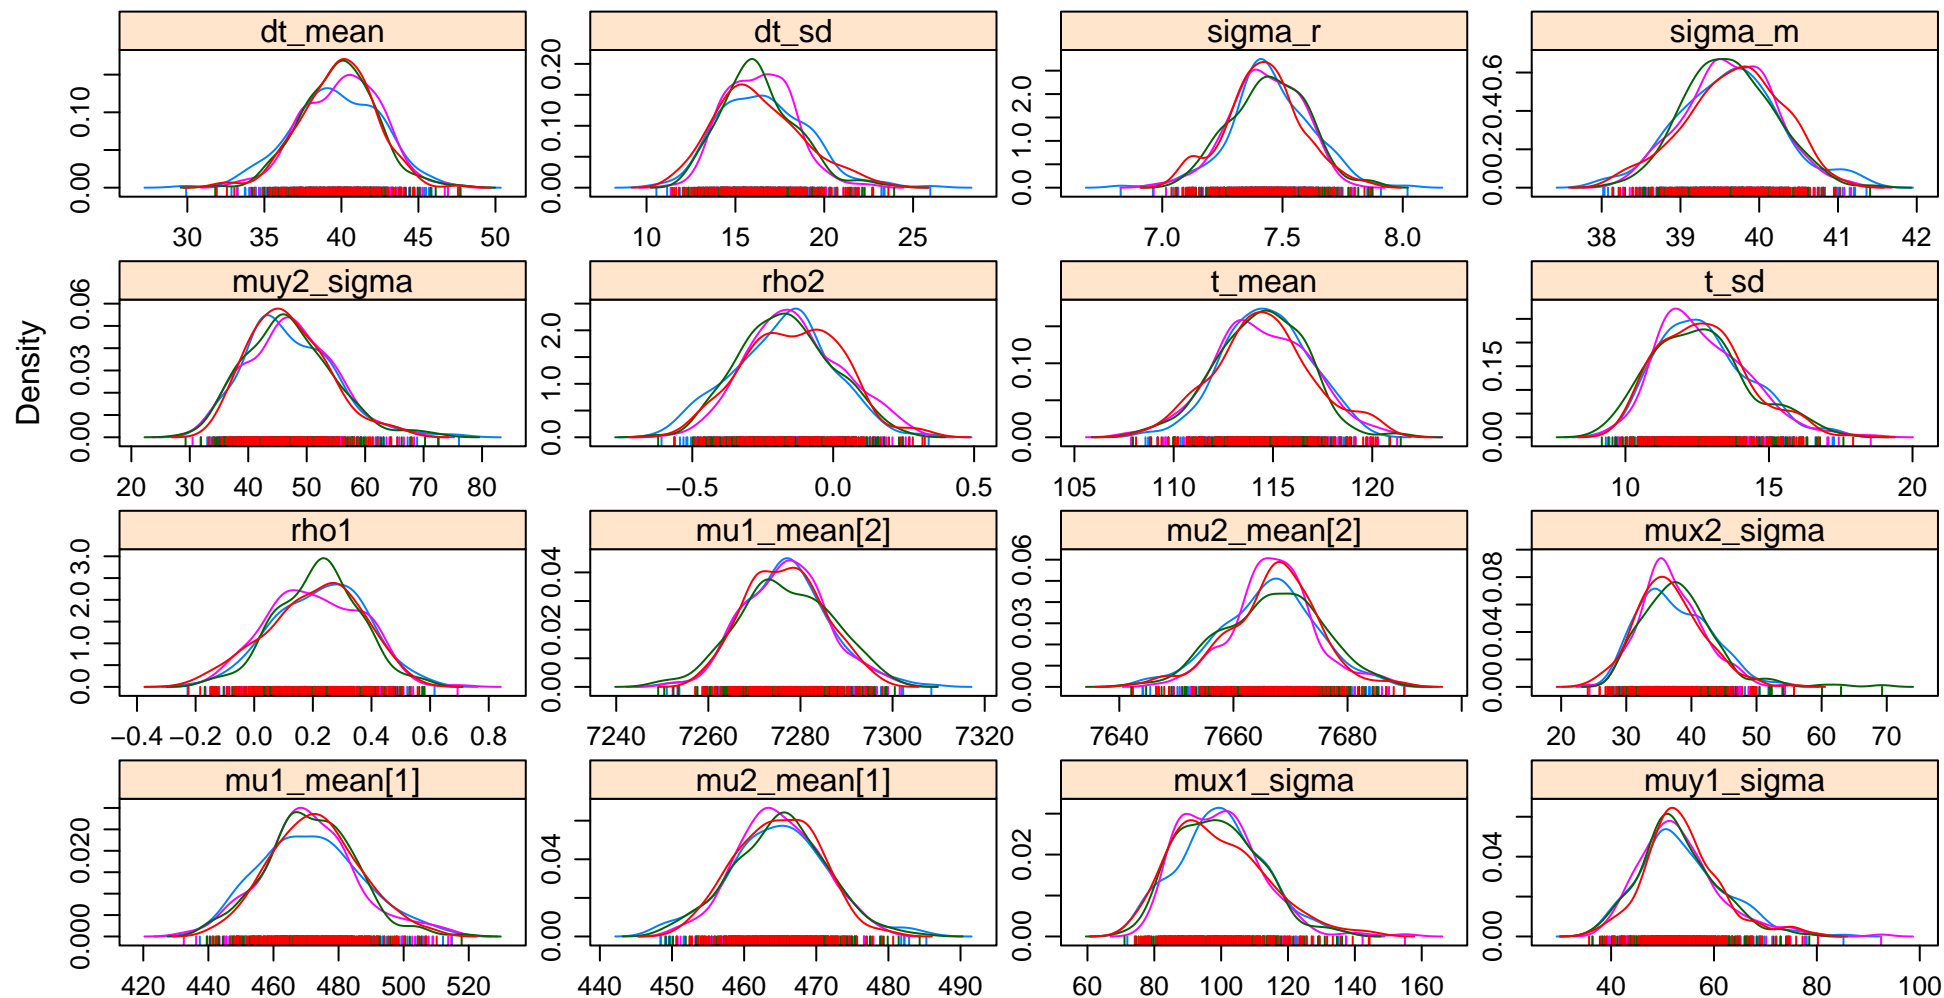 dt_mean
dt_sd
sigma_r
sigma_m
0.00 0.10
0.00 0.10 0.20
0.0 1.0 2.0
0.00.20.40.6
30 35 40 45 50
10 15 20 25
7.0 7.5 8.0
38 39 40 41 42
muy2_sigma
rho2
t_mean
t_sd
0.00 0.03 0.06
0.0 1.0 2.0
0.00 0.10
0.00 0.15
20 30 40 50 60 70 80
−0.5 0.0 0.5
105 110 115 120
10 15 20
Density
rho1
mu1_mean[2]
mu2_mean[2]
mux2_sigma
0.0 1.0 2.0 3.0
0.00 0.02 0.04
0.00 0.03 0.06
0.00 0.04 0.08
−0.4 −0.2 0.0 0.2 0.4 0.6 0.8
7240 7260 7280 7300 7320
7640 7660 7680
20 30 40 50 60 70
mu1_mean[1]
mu2_mean[1]
mux1_sigma
muy1_sigma
0.000 0.020
0.00 0.04
0.00 0.02
0.00 0.04
420 440 460 480 500 520
440 450 460 470 480 490
60 80 100 120 140 160
40 60 80 100